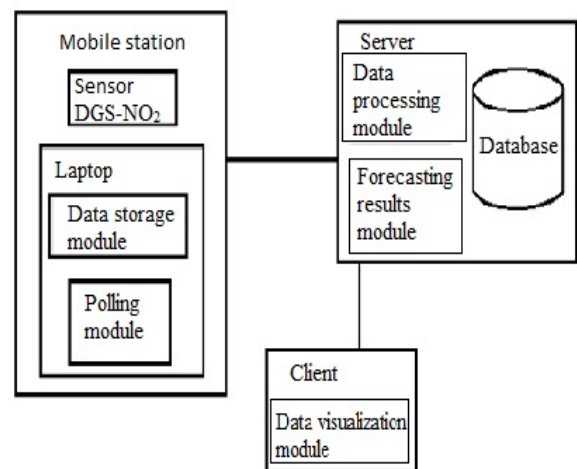 Mobile station
Sensor
DGS-NO₂
Laptop
Data storage
module
Polling
module
Server
Data
processing
module
Forecasting
results
module
Database
Client
Data visualization
module